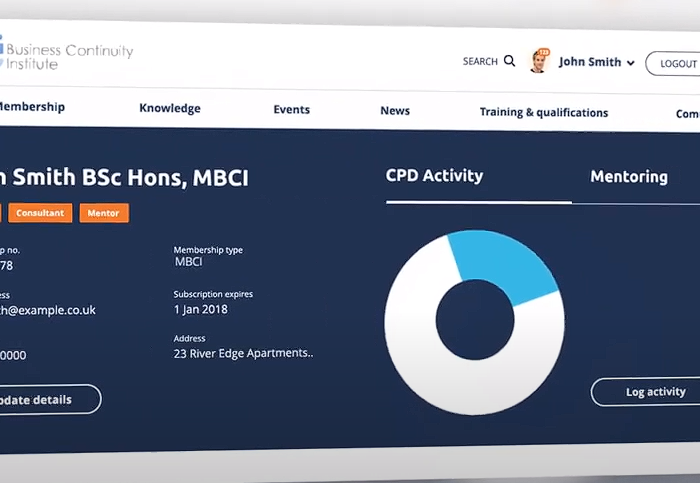 Business Continuity
Institute
SEARCH
123
John Smith
LOGOUT
Membership
Knowledge
Events
News
Training & qualifications
Smith BSc Hons, MBCI
CPD Activity
Mentoring
Consultant
Mentor
p no.
78
Membership type
MBCI
ess
h@example.co.uk
Subscription expires
1 Jan 2018
0000
Address
23 River Edge Apartments..
Update details
Log activity